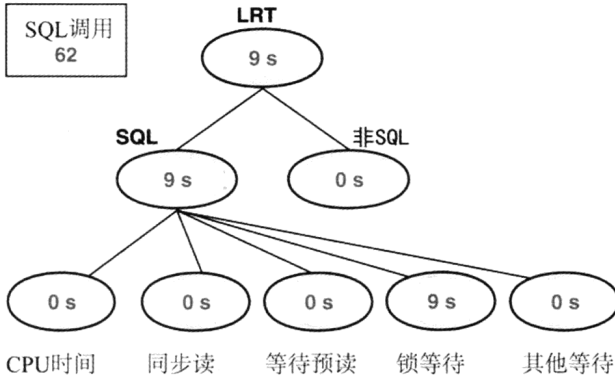 LRT
SQL调用
62
9 s
SQL
非SQL
9 s
0 s
0 s
0 s
0 s
9 s
0 s
CPU时间
同步读
等待预读
锁等待
其他等待